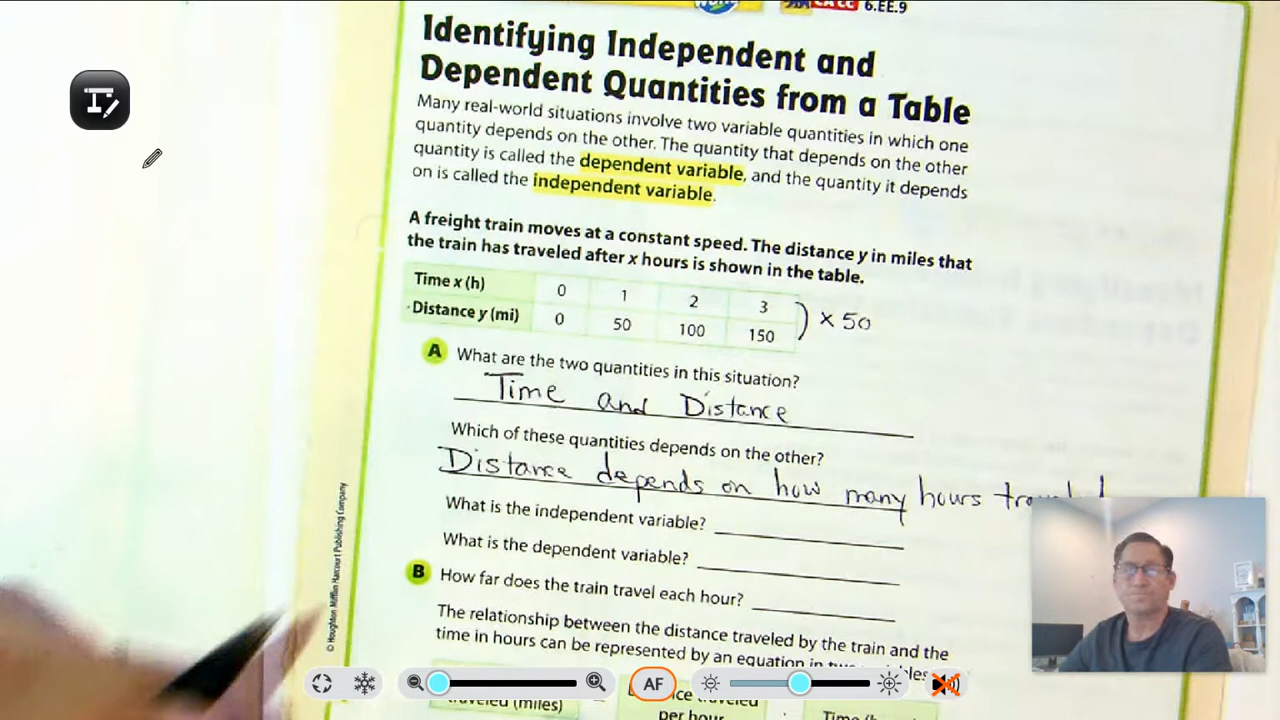 6.EE.9
Identifying Independent and
Dependent Quantities from a Table
Many real-world situations involve two variable quantities in which one
quantity depends on the other. The quantity that depends on the other
quantity is called the dependent variable, and the quantity it depends
on is called the independent variable.
A freight train moves at a constant speed. The distance y in miles that
the train has traveled after x hours is shown in the table.
Time x (h) 0 1 2 3
Distance y (mi) 0 50 100 150
× 50
A What are the two quantities in this situation?
Time and Distance
Which of these quantities depends on the other?
Distance depends on how many hours
What is the independent variable?
What is the dependent variable?
B How far does the train travel each hour?
The relationship between the distance traveled by the train and the
time in hours can be represented by an equation in
traveled (miles)
per hour
Time
© Houghton Mifflin Harcourt Publishing Company
AF